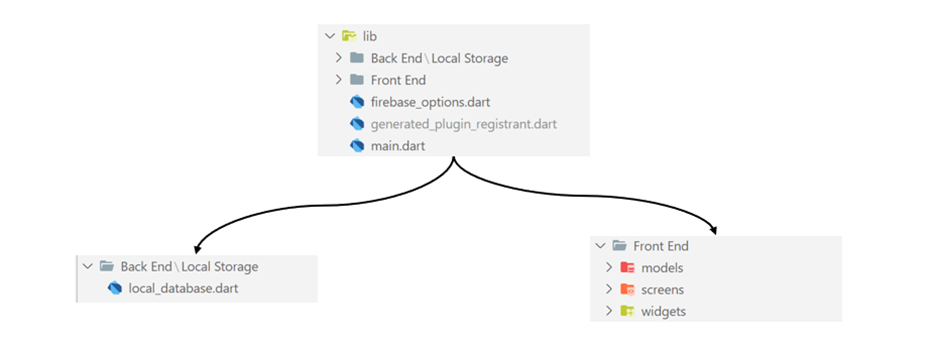 lib
Back End\Local Storage
Front End
firebase_options.dart
generated_plugin_registrant.dart
main.dart
Back End\Local Storage
local_database.dart
Front End
models
screens
widgets